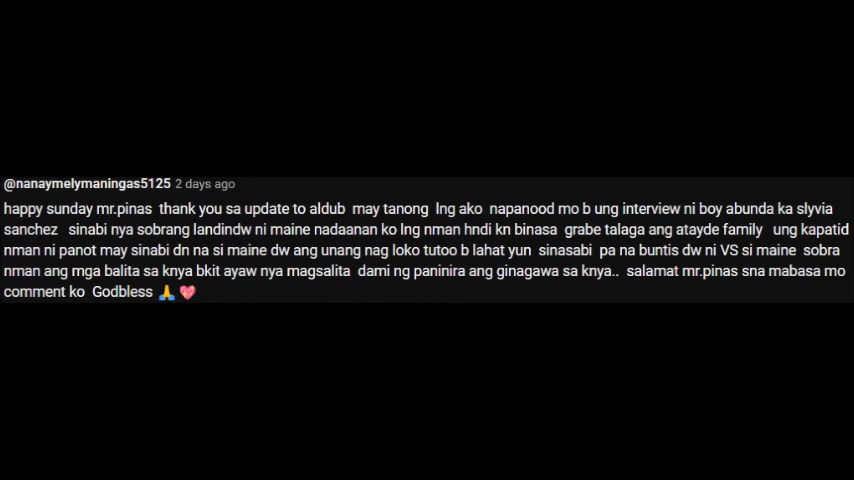 @nanaymelymaningas5125 2 days ago
happy sunday mr.pinas thank you sa update to aldub may tanong lng ako napanood mo b ung interview ni boy abunda ka slyvia
sanchez sinabi nya sobrang landindw ni maine nadaanan ko lng nman hndi kn binasa grabe talaga ang atayde family ung kapatid
nman ni panot may sinabi dn na si maine dw ang unang nag loko tutoo b lahat yun sinasabi pa na buntis dw ni VS si maine sobra
nman ang mga balita sa knya bkit ayaw nya magsalita dami ng paninira ang ginagawa sa knya.. salamat mr.pinas sna mabasa mo
comment ko Godbless 🙏 💖